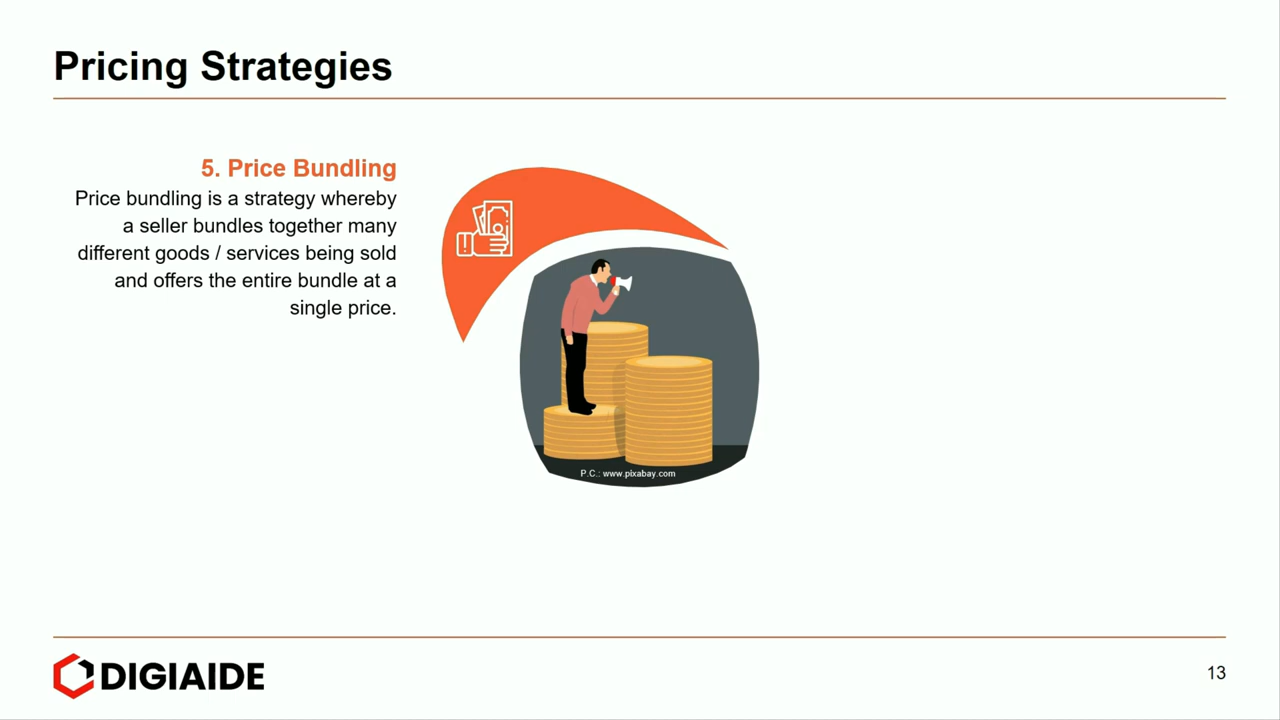 Pricing Strategies
5. Price Bundling
Price bundling is a strategy whereby
a seller bundles together many
different goods / services being sold
and offers the entire bundle at a
single price.
P.C.: www.pixabay.com
DIGIAIDE
13